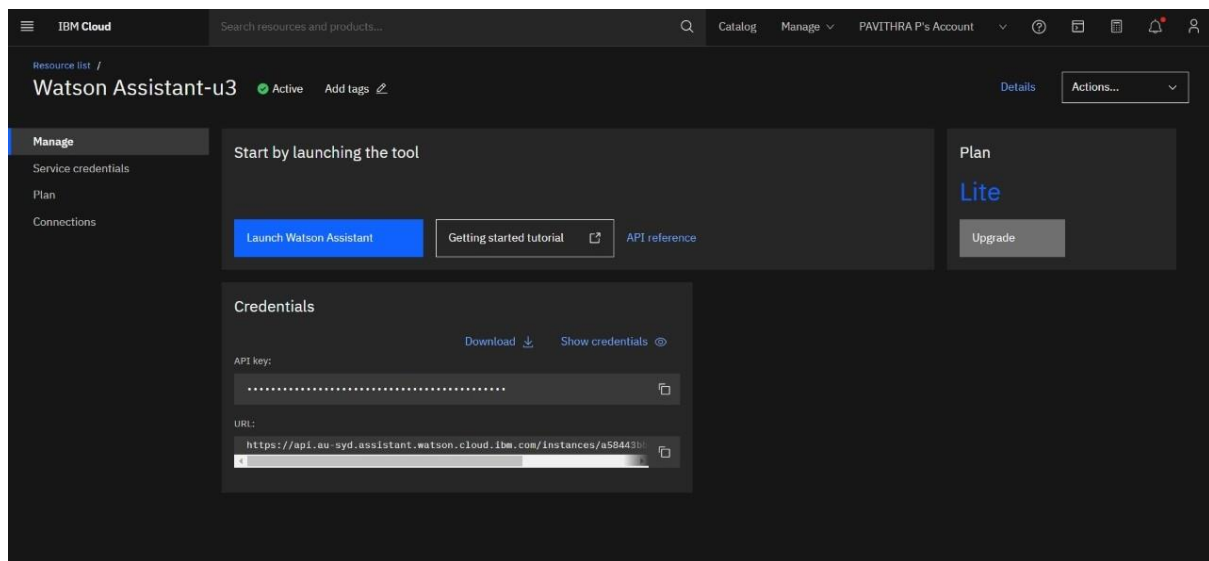 IBM Cloud
Search resources and products...
Catalog
Manage
PAVITHRA P's Account
Resource list /
Watson Assistant-u3
Active
Add tags
Details
Actions...
Manage
Service credentials
Plan
Connections
Start by launching the tool
Launch Watson Assistant
Getting started tutorial
API reference
Plan
Lite
Upgrade
Credentials
Download
Show credentials
API key:
URL:
https://api.au-syd.assistant.watson.cloud.ibm.com/instances/a58443b